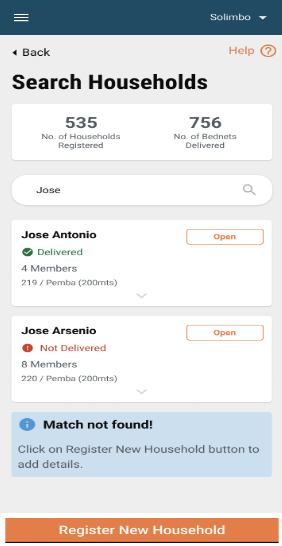 Solimbo
Back
Help
Search Households
535
No. of Households
Registered
756
No. of Bednets
Delivered
Jose
Jose Antonio
Open
Delivered
4 Members
219 / Pemba (200mts)
Jose Arsenio
Open
Not Delivered
8 Members
220 / Pemba (200mts)
Match not found!
Click on Register New Household button to
add details.
Register New Household